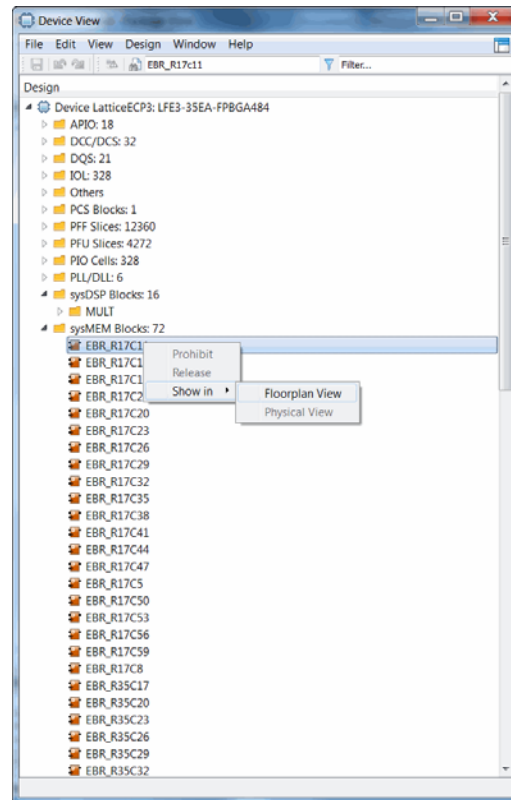 Device View
File Edit View Design Window Help
EBR_R17c11 Filter...
Design
Device LatticeECP3: LFE3-35EA-FPBGA484
APIO: 18
DCC/DCS: 32
DQS: 21
IOL: 328
Others
PCS Blocks: 1
PFF Slices: 12360
PFU Slices: 4272
PIO Cells: 328
PLL/DLL: 6
sysDSP Blocks: 16
MULT
sysMEM Blocks: 72
EBR_R17C1
EBR_R17C1 Prohibit
EBR_R17C1 Release
EBR_R17C2 Show in Floorplan View
EBR_R17C20 Physical View
EBR_R17C23
EBR_R17C26
EBR_R17C29
EBR_R17C32
EBR_R17C35
EBR_R17C38
EBR_R17C41
EBR_R17C44
EBR_R17C47
EBR_R17C5
EBR_R17C50
EBR_R17C53
EBR_R17C56
EBR_R17C59
EBR_R17C8
EBR_R35C17
EBR_R35C20
EBR_R35C23
EBR_R35C26
EBR_R35C29
EBR_R35C32